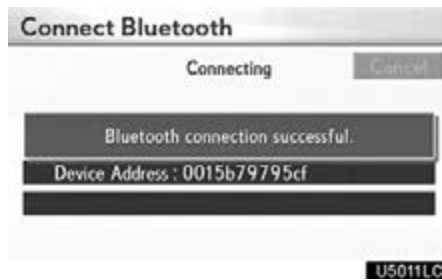 Connect Bluetooth
Connecting
Cancel
Bluetooth connection successful.
Device Address : 0015b79795cf
U5011LC